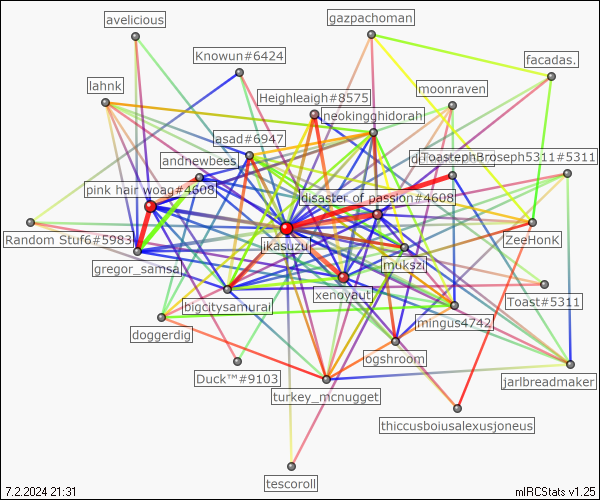 avelicious
gazpachoman
Knowun#6424
facadas.
lahnk
moonraven
Heighleaigh#8575
neokingghidorah
asad#6947
andnewbees
ToastephBroseph5311#5311
pink hair woag#4608
disaster of passion#4608
Random Stuf6#5983
ikasuzu
ZeeHonK
gregor_samsa
mukszi
xenoyaut
Toast#5311
bigcitysamurai
mingus4742
doggerdig
ogshroom
Duck™#9103
jarlbreadmaker
turkey_mcnugget
thiccusboiusalexusjoneus
tescoroll
7.2.2024 21:31
mIRCStats v1.25